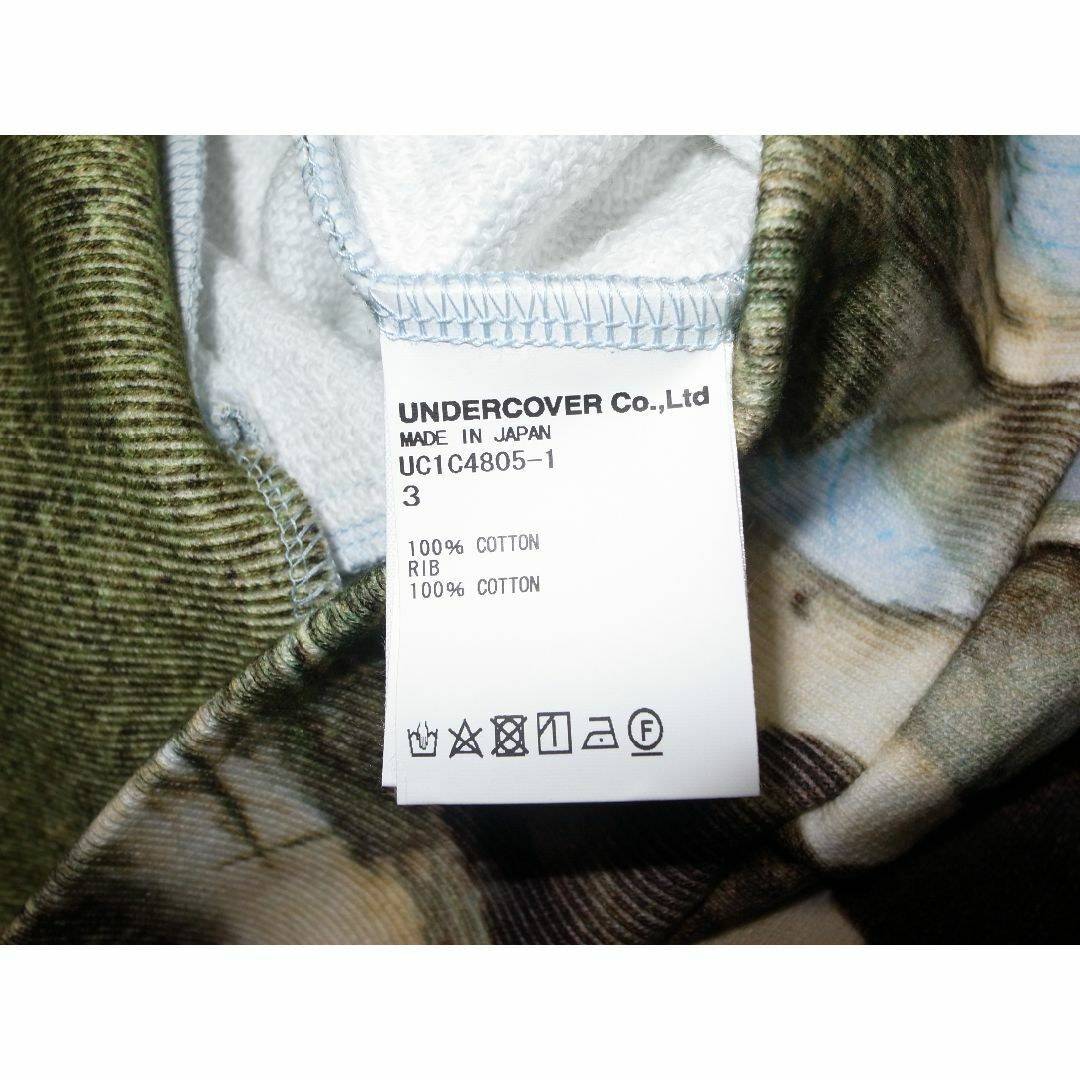 UNDERCOVER Co.,Ltd
MADE IN JAPAN
UC1C4805-1
3
100% COTTON
RIB
100% COTTON
F